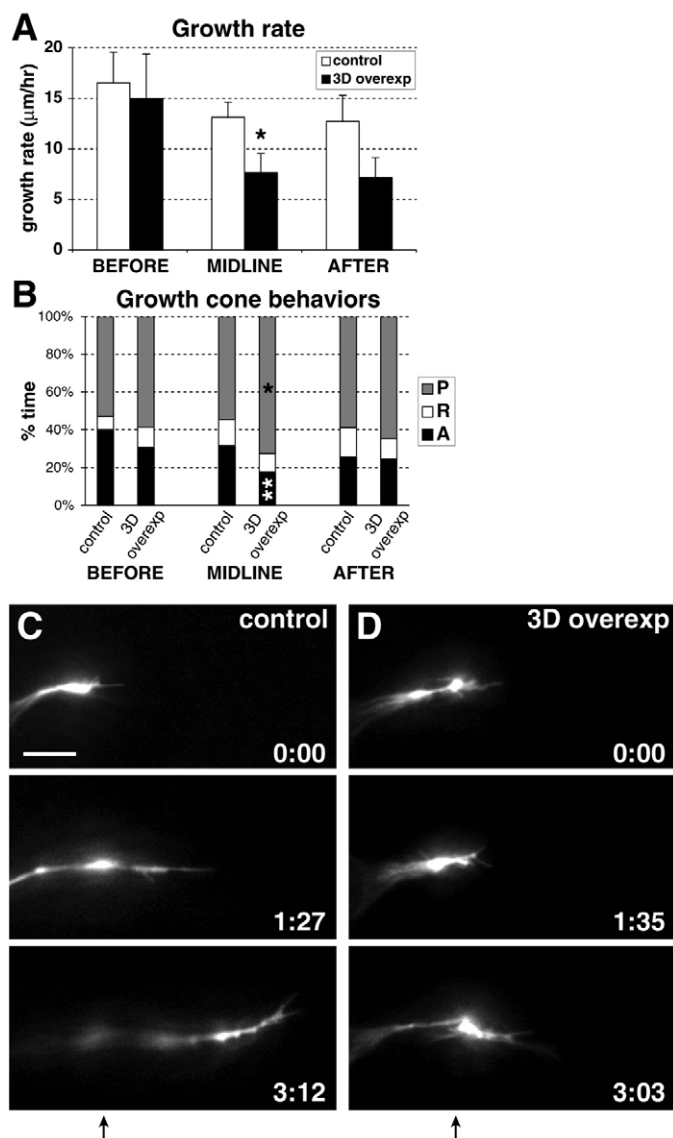 A
Growth rate
control
3D overexp
growth rate (μm/hr)
20
15
10
5
0
*
BEFORE MIDLINE AFTER
B
Growth cone behaviors
% time
100%
80%
60%
40%
20%
0%
*
**
P
R
A
control 3D overexp control 3D overexp control 3D overexp
BEFORE MIDLINE AFTER
C control
0:00
1:27
3:12
D 3D overexp
0:00
1:35
3:03